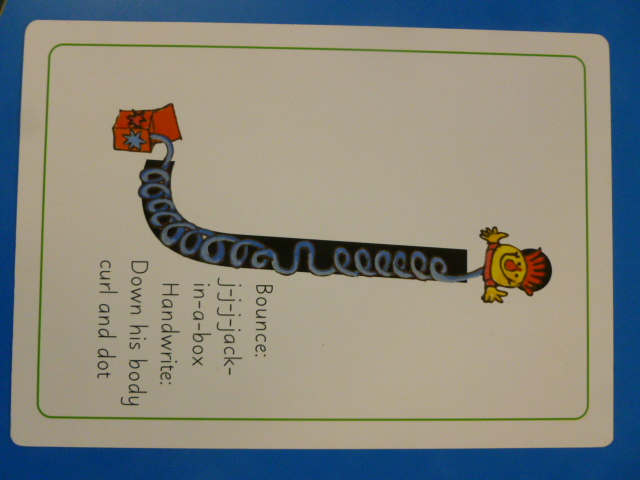 Bounce:
j-j-j-jack-
in-a-box
Handwrite:
Down his body
curl and dot